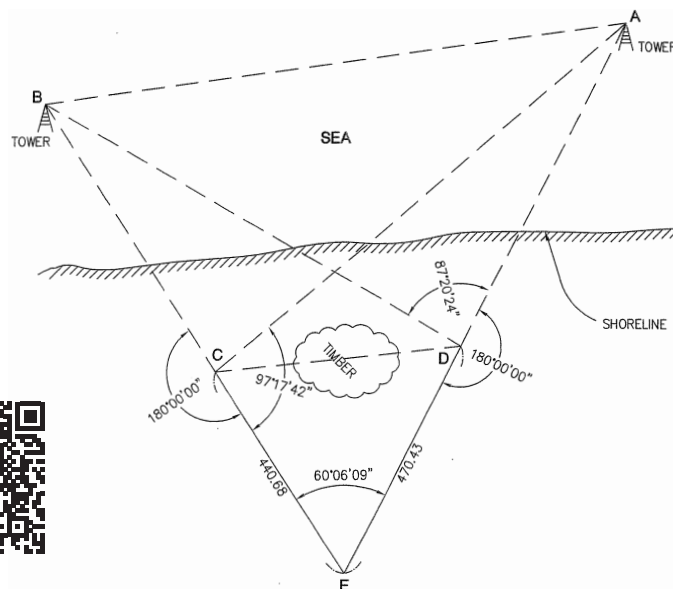 A
TOWER
B
TOWER
SEA
87°20'24"
SHORELINE
C
TIMBER
D
180°00'00"
97°17'42"
180°00'00"
440.68
60°06'09"
470.43
E